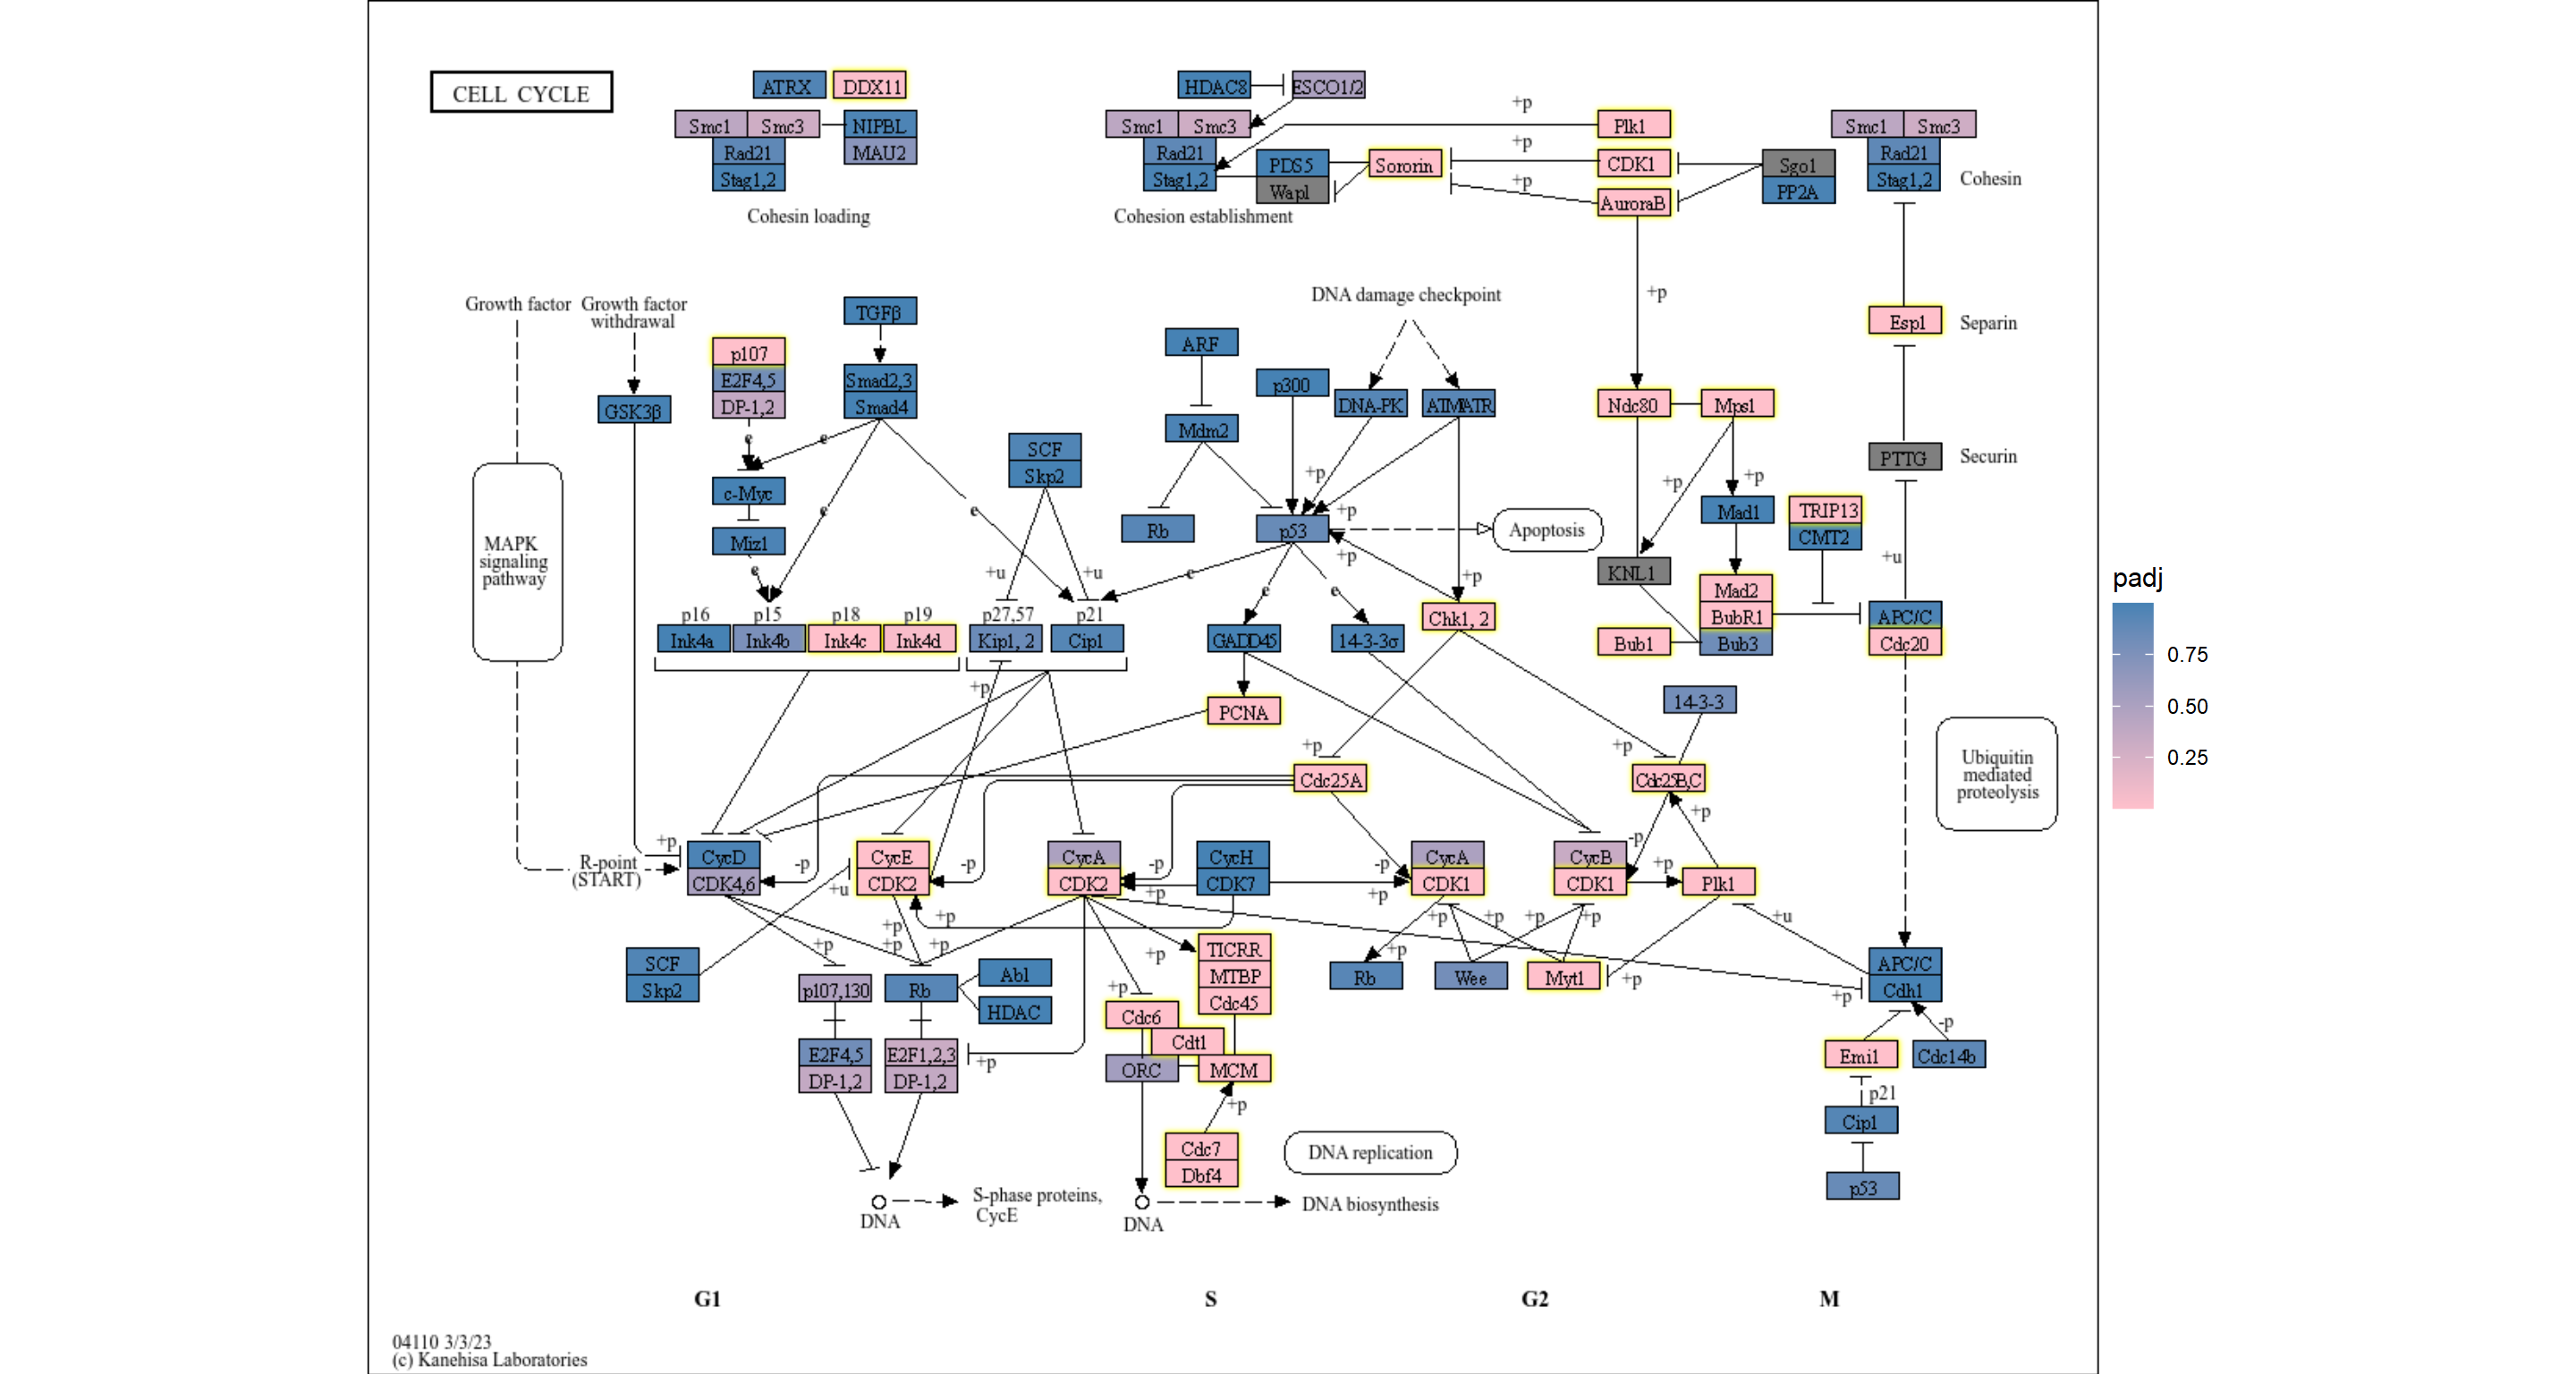 CELL CYCLE
ATRX
DDX11
Smc1
Smc3
NIPBL
MAU2
Rad21
Stag1,2
Cohesin loading
HDAC8
ESCO1/2
Smc1
Smc3
Rad21
Stag1,2
PDS5
Wapl
Sororin
Cohesion establishment
+p
+p
+p
Plk1
CDK1
AuroraB
Sgo1
PP2A
Smc1
Smc3
Rad21
Stag1,2
Cohesin
+p
Growth factor
Growth factor
withdrawal
TGFβ
DNA damage checkpoint
Espl
Separin
p107
E2F4,5
DP-1,2
Smad2,3
Smad4
GSK3β
ARF
p300
DNA-PK
ATM/ATR
Mdm2
Ndc80
Mps1
PTTG
Securin
e
e
e
e
c-Myc
Miz1
e
SCF
Skp2
+p
+p
+p
+p
+p
+p
Rb
p53
Apoptosis
Mad1
TRIP13
CMT2
MAPK
signaling
pathway
+u
+u
e
e
e
+u
KNL1
Mad2
BubR1
Bub3
Bub1
APC/C
Cdc20
p16
p15
p18
p19
p27,57
p21
Ink4a
Ink4b
Ink4c
Ink4d
Kip1, 2
Cip1
GADD45
14-3-3σ
Chk1, 2
+p
PCNA
14-3-3
+p
+p
Cdc25A
Cdc25B,C
+p
Ubiquitin
mediated
proteolysis
R-point
(START)
+p
CycD
CDK4,6
-p
+u
CycE
CDK2
-p
CycA
CDK2
-p
+p
CycH
CDK7
-p
+p
CycA
CDK1
-p
CycB
CDK1
+p
Plk1
+u
+p
+p
+p
+p
+p
+p
+p
+p
+p
+p
+p
+p
+p
SCF
Skp2
p107,130
Rb
Abl
HDAC
TICRR
MTBP
Cdc45
Rb
Wee
Myt1
APC/C
Cdh1
-p
E2F4,5
DP-1,2
E2F1,2,3
DP-1,2
+p
Cdc6
Cdt1
ORC
MCM
+p
Emi1
Cdc14b
p21
Cip1
p53
Cdc7
Dbf4
DNA replication
DNA
S-phase proteins,
CycE
DNA
DNA biosynthesis
G1
S
G2
M
04110 3/3/23
(c) Kanehisa Laboratories
padj
0.75
0.50
0.25